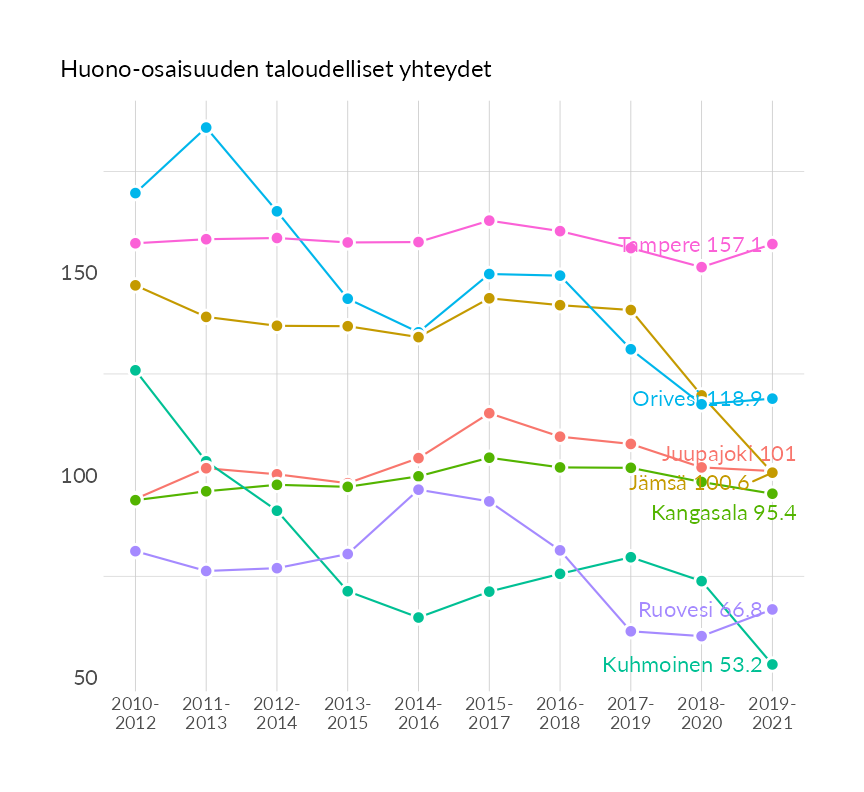 Huono-osaisuuden taloudelliset yhteydet
150
100
50
Tampere 157.1
Orivesi 118.9
Juupajoki 101
Jämsä 100.6
Kangasala 95.4
Ruovesi 66.8
Kuhmoinen 53.2
2010- 2011- 2012- 2013- 2014- 2015- 2016- 2017- 2018- 2019-
2012 2013 2014 2015 2016 2017 2018 2019 2020 2021